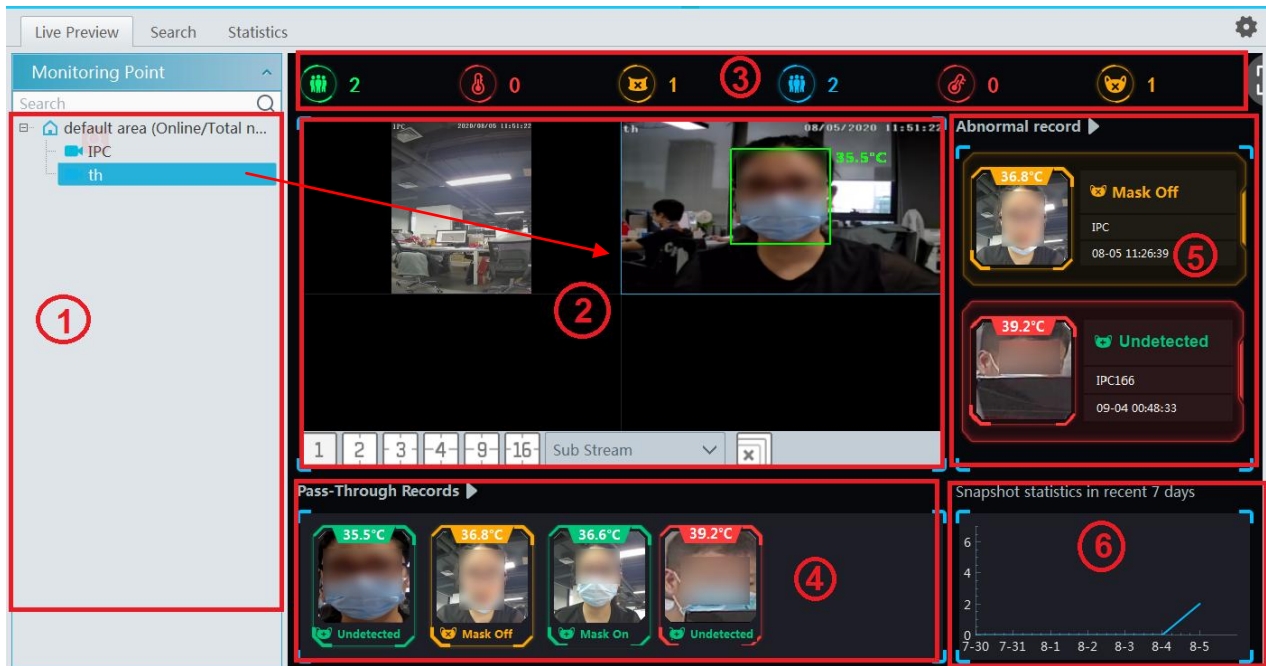 Live Preview Search Statistics
Monitoring Point
Search
default area (Online/Total n...
IPC
th
1
2 0 1 3 2 0 1
IPC 2020/08/05 11:51:22
th 08/05/2020 11:51:22
35.5°C
2
1 2 3 4 9 16 Sub Stream
Abnormal record
36.8°C
Mask Off
IPC
08-05 11:26:39
5
39.2°C
Undetected
IPC166
09-04 00:48:33
Pass-Through Records
35.5°C 36.8°C 36.6°C 39.2°C
4
Undetected Mask Off Mask On Undetected
Snapshot statistics in recent 7 days
6
6
4
2
0
7-30 7-31 8-1 8-2 8-3 8-4 8-5